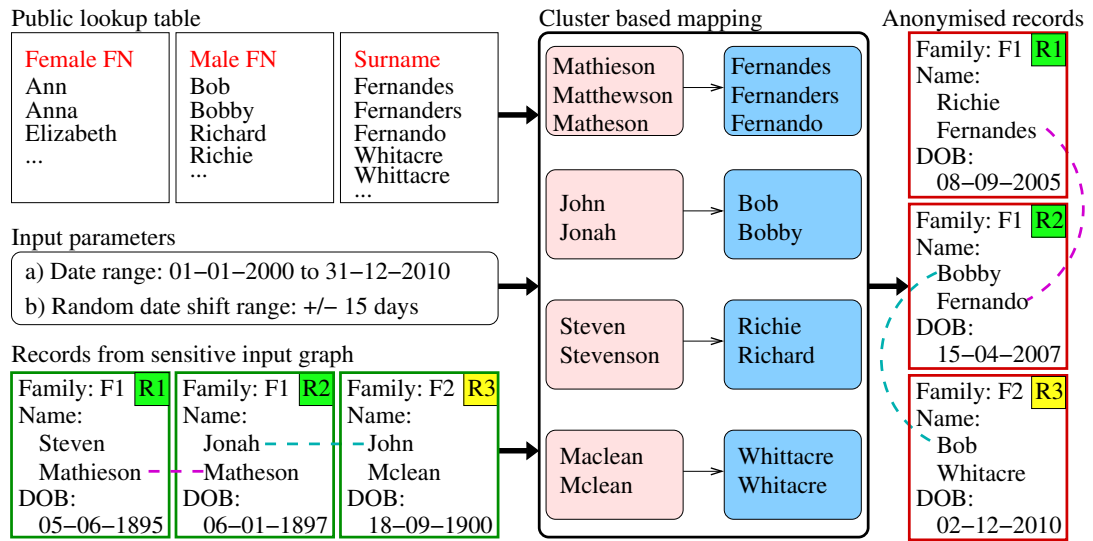 Public lookup table
Female FN
Ann
Anna
Elizabeth
...
Male FN
Bob
Bobby
Richard
Richie
...
Surname
Fernandes
Fernanders
Fernando
Whitacre
Whittacre
...
Input parameters
a) Date range: 01−01−2000 to 31−12−2010
b) Random date shift range: +/− 15 days
Records from sensitive input graph
Family: F1 R1
Name:
Steven
Mathieson
DOB:
05−06−1895
Family: F1 R2
Name:
Jonah
Matheson
DOB:
06−01−1897
Family: F2 R3
Name:
John
Mclean
DOB:
18−09−1900
Cluster based mapping
Mathieson
Matthewson
Matheson
Fernandes
Fernanders
Fernando
John
Jonah
Bob
Bobby
Steven
Stevenson
Richie
Richard
Maclean
Mclean
Whittacre
Whitacre
Anonymised records
Family: F1 R1
Name:
Richie
Fernandes
DOB:
08−09−2005
Family: F1 R2
Name:
Bobby
Fernando
DOB:
15−04−2007
Family: F2 R3
Name:
Bob
Whitacre
DOB:
02−12−2010